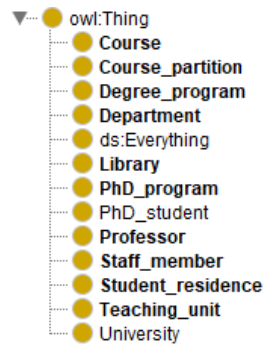 owl:Thing
Course
Course_partition
Degree_program
Department
ds:Everything
Library
PhD_program
PhD_student
Professor
Staff_member
Student_residence
Teaching_unit
University